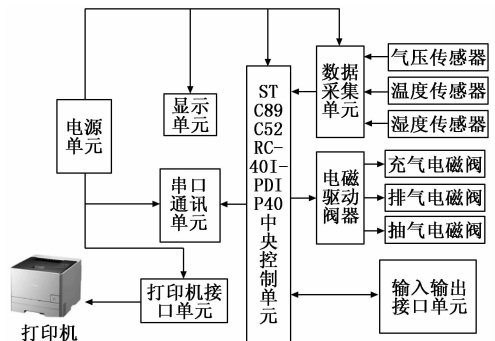 电源
单元
显示
单元
串口
通讯
单元
打印机接
口单元
打印机
ST
C89
C52
RC-
40I-
PDI
P40
中
央
控
制
单
元
数据
采集
单元
气压传感器
温度传感器
湿度传感器
电磁
驱动
阀器
充气电磁阀
排气电磁阀
抽气电磁阀
输入输出
接口单元